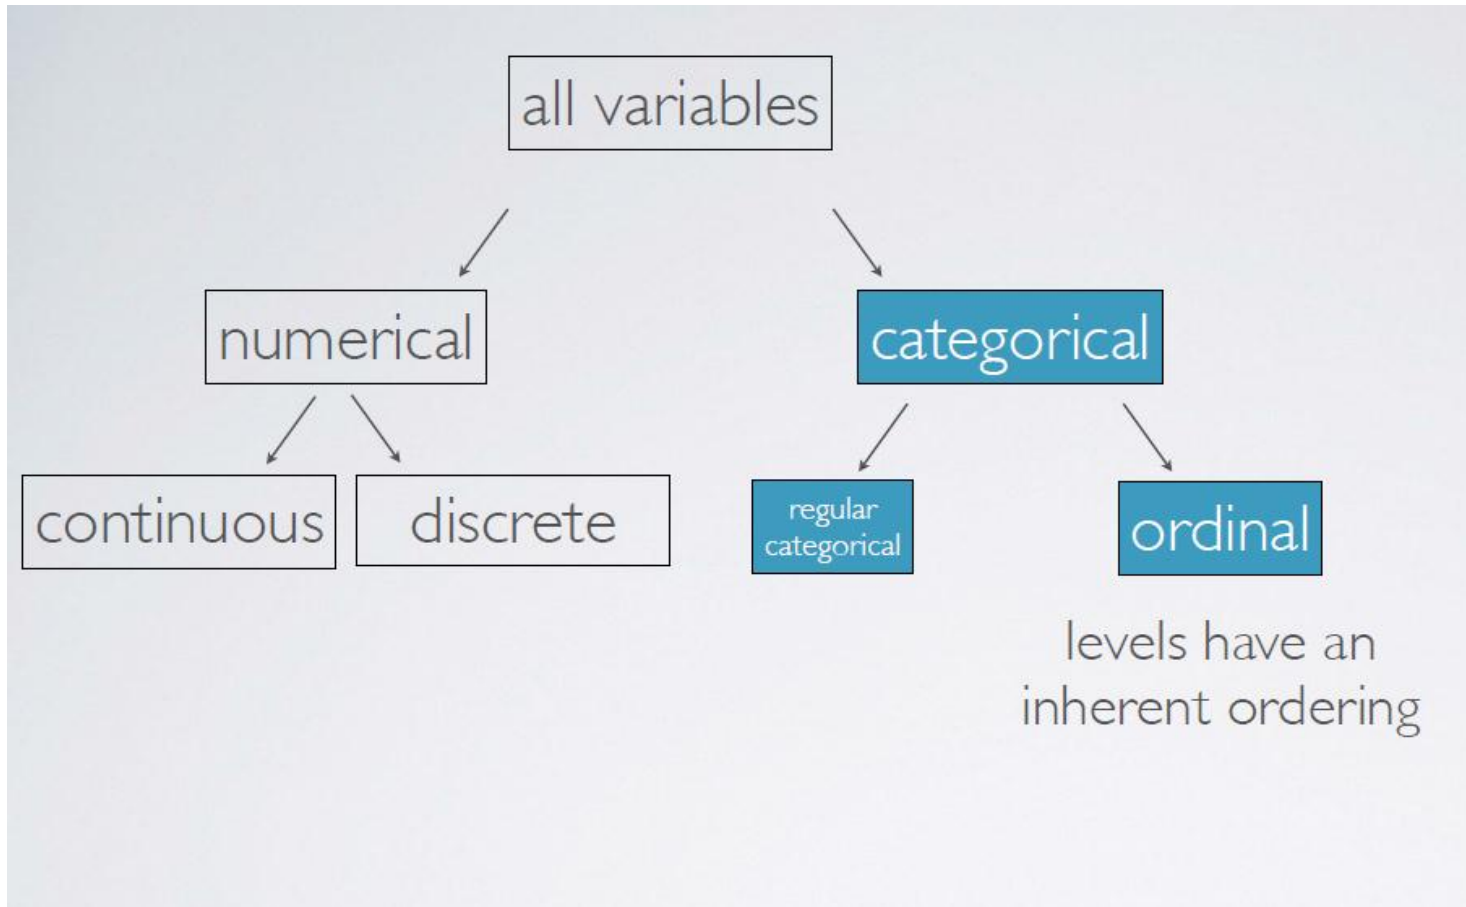 all variables
numerical
categorical
continuous
discrete
regular
categorical
ordinal
levels have an
inherent ordering